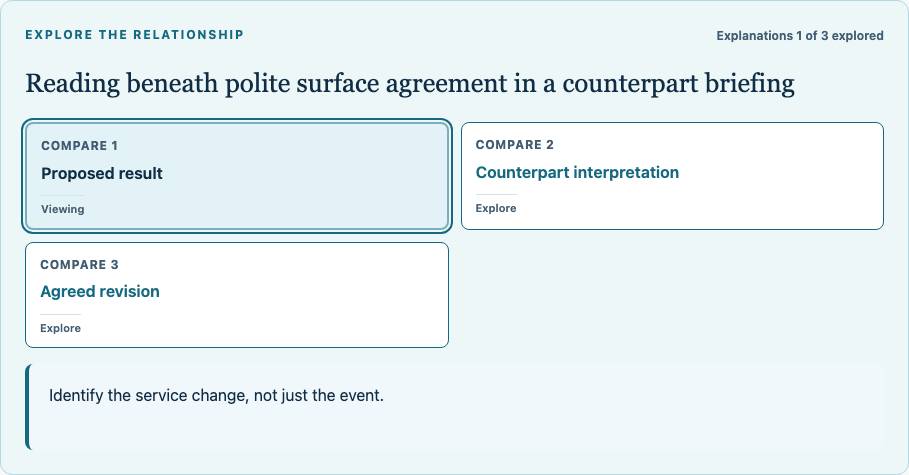 EXPLORE THE RELATIONSHIP
Explanations 1 of 3 explored
Reading beneath polite surface agreement in a counterpart briefing
COMPARE 1
Proposed result
Viewing
COMPARE 2
Counterpart interpretation
Explore
COMPARE 3
Agreed revision
Explore
Identify the service change, not just the event.